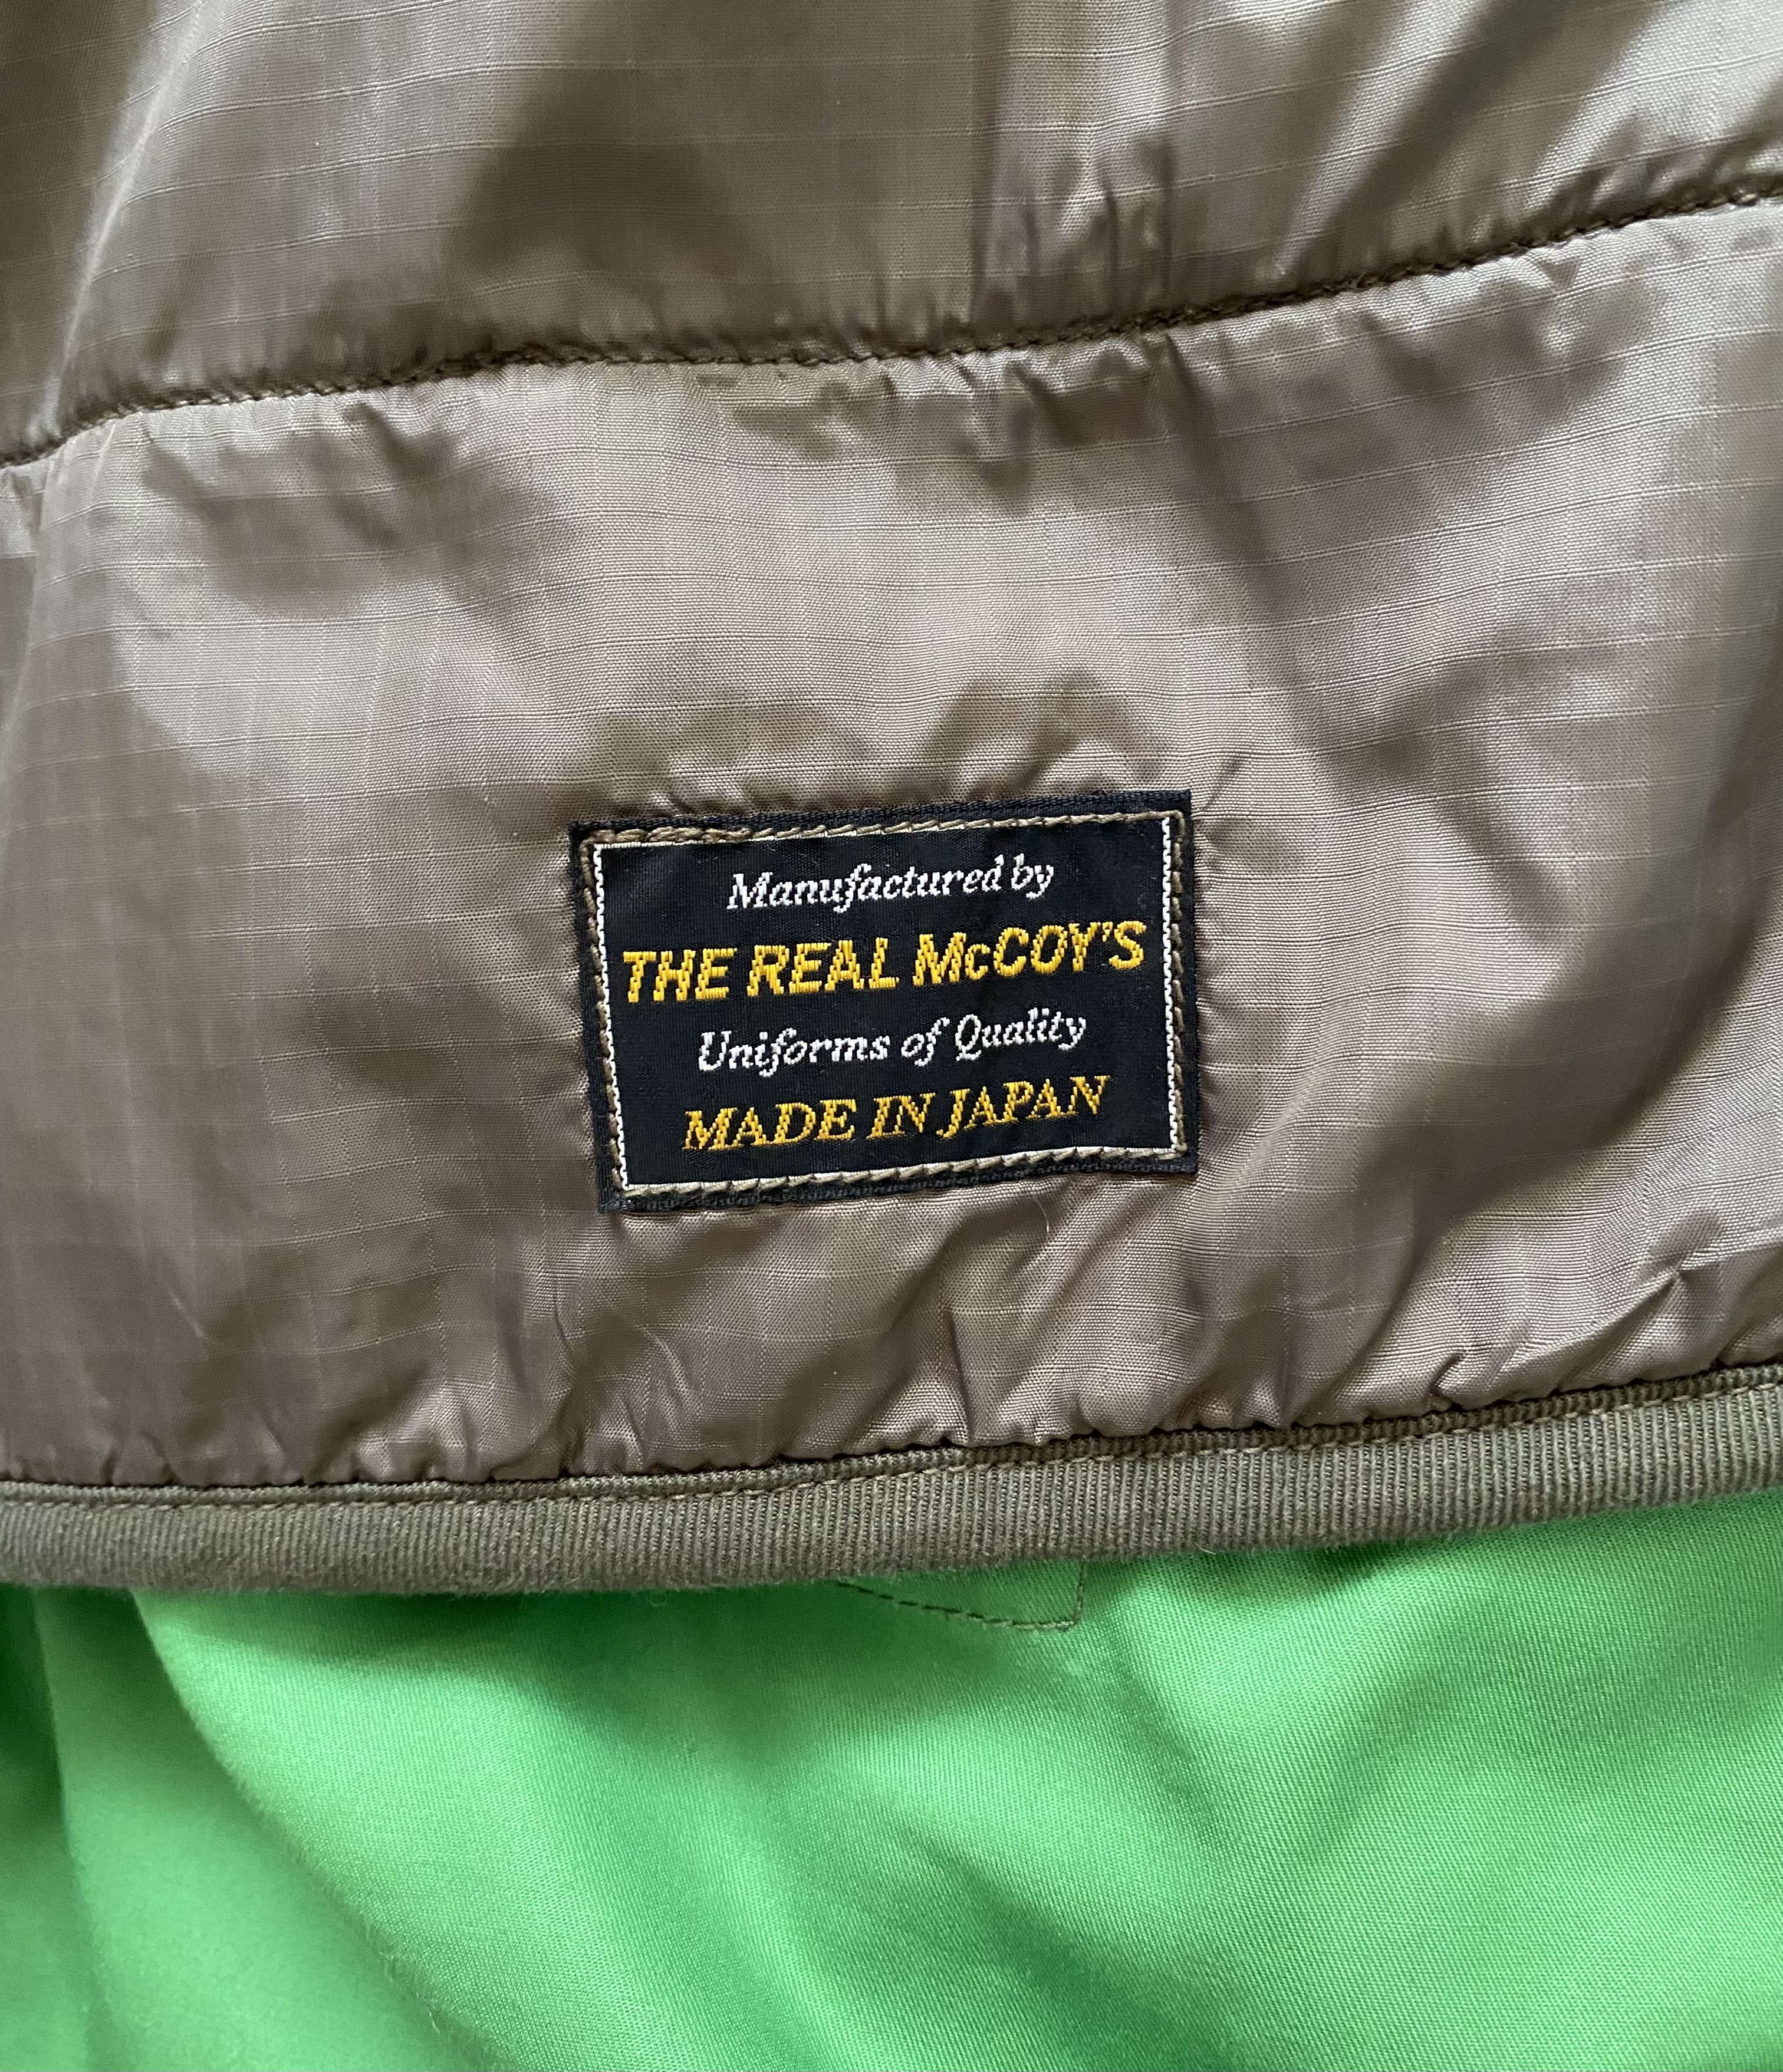 Manufactured by
THE REAL McCOY'S
Uniforms of Quality
MADE IN JAPAN